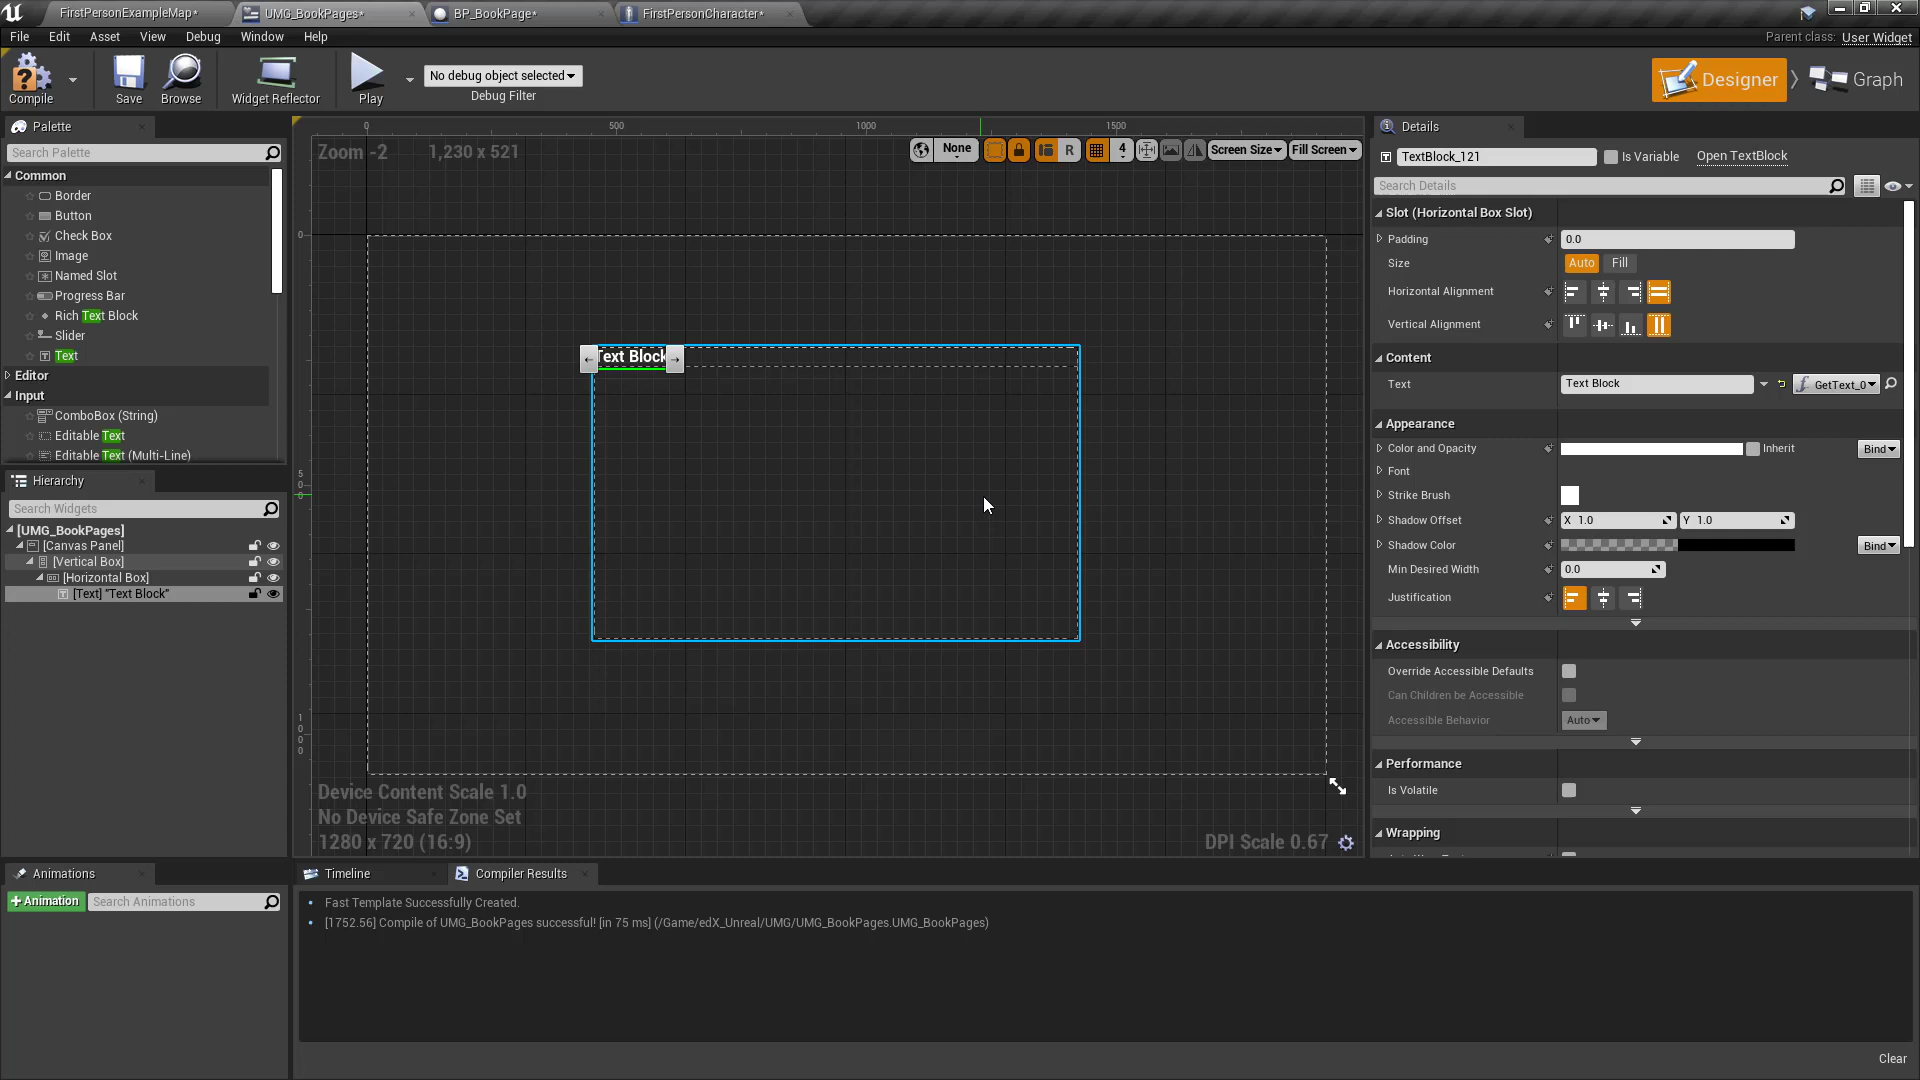 FirstPersonExampleMap*
UMG_BookPages*
BP_BookPage*
FirstPersonCharacter*
File Edit Asset View Debug Window Help
Parent class: User Widget
Compile
Save
Browse
Widget Reflector
Play
No debug object selected
Debug Filter
Designer
Graph
Palette
Search Palette
Common
Border
Button
Check Box
Image
Named Slot
Progress Bar
Rich Text Block
Slider
Text
Editor
Input
ComboBox (String)
Editable Text
Editable Text (Multi-Line)
Hierarchy
Search Widgets
[UMG_BookPages]
[Canvas Panel]
[Vertical Box]
[Horizontal Box]
[Text] "Text Block"
Animations
+Animation
Search Animations
0 500 1000 1500
Zoom -2 1,230 x 521
None R 4 Screen Size Fill Screen
0
500
1000
Text Block
Device Content Scale 1.0
No Device Safe Zone Set
1280 x 720 (16:9)
DPI Scale 0.67
Timeline
Compiler Results
Fast Template Successfully Created.
[1752.56] Compile of UMG_BookPages successful! [in 75 ms] (/Game/edX_Unreal/UMG/UMG_BookPages.UMG_BookPages)
Clear
Details
TextBlock_121 Is Variable Open TextBlock
Search Details
Slot (Horizontal Box Slot)
Padding 0.0
Size Auto Fill
Horizontal Alignment
Vertical Alignment
Content
Text Text Block GetText_0
Appearance
Color and Opacity Inherit Bind
Font
Strike Brush
Shadow Offset X 1.0 Y 1.0
Shadow Color Bind
Min Desired Width 0.0
Justification
Accessibility
Override Accessible Defaults
Can Children be Accessible
Accessible Behavior Auto
Performance
Is Volatile
Wrapping